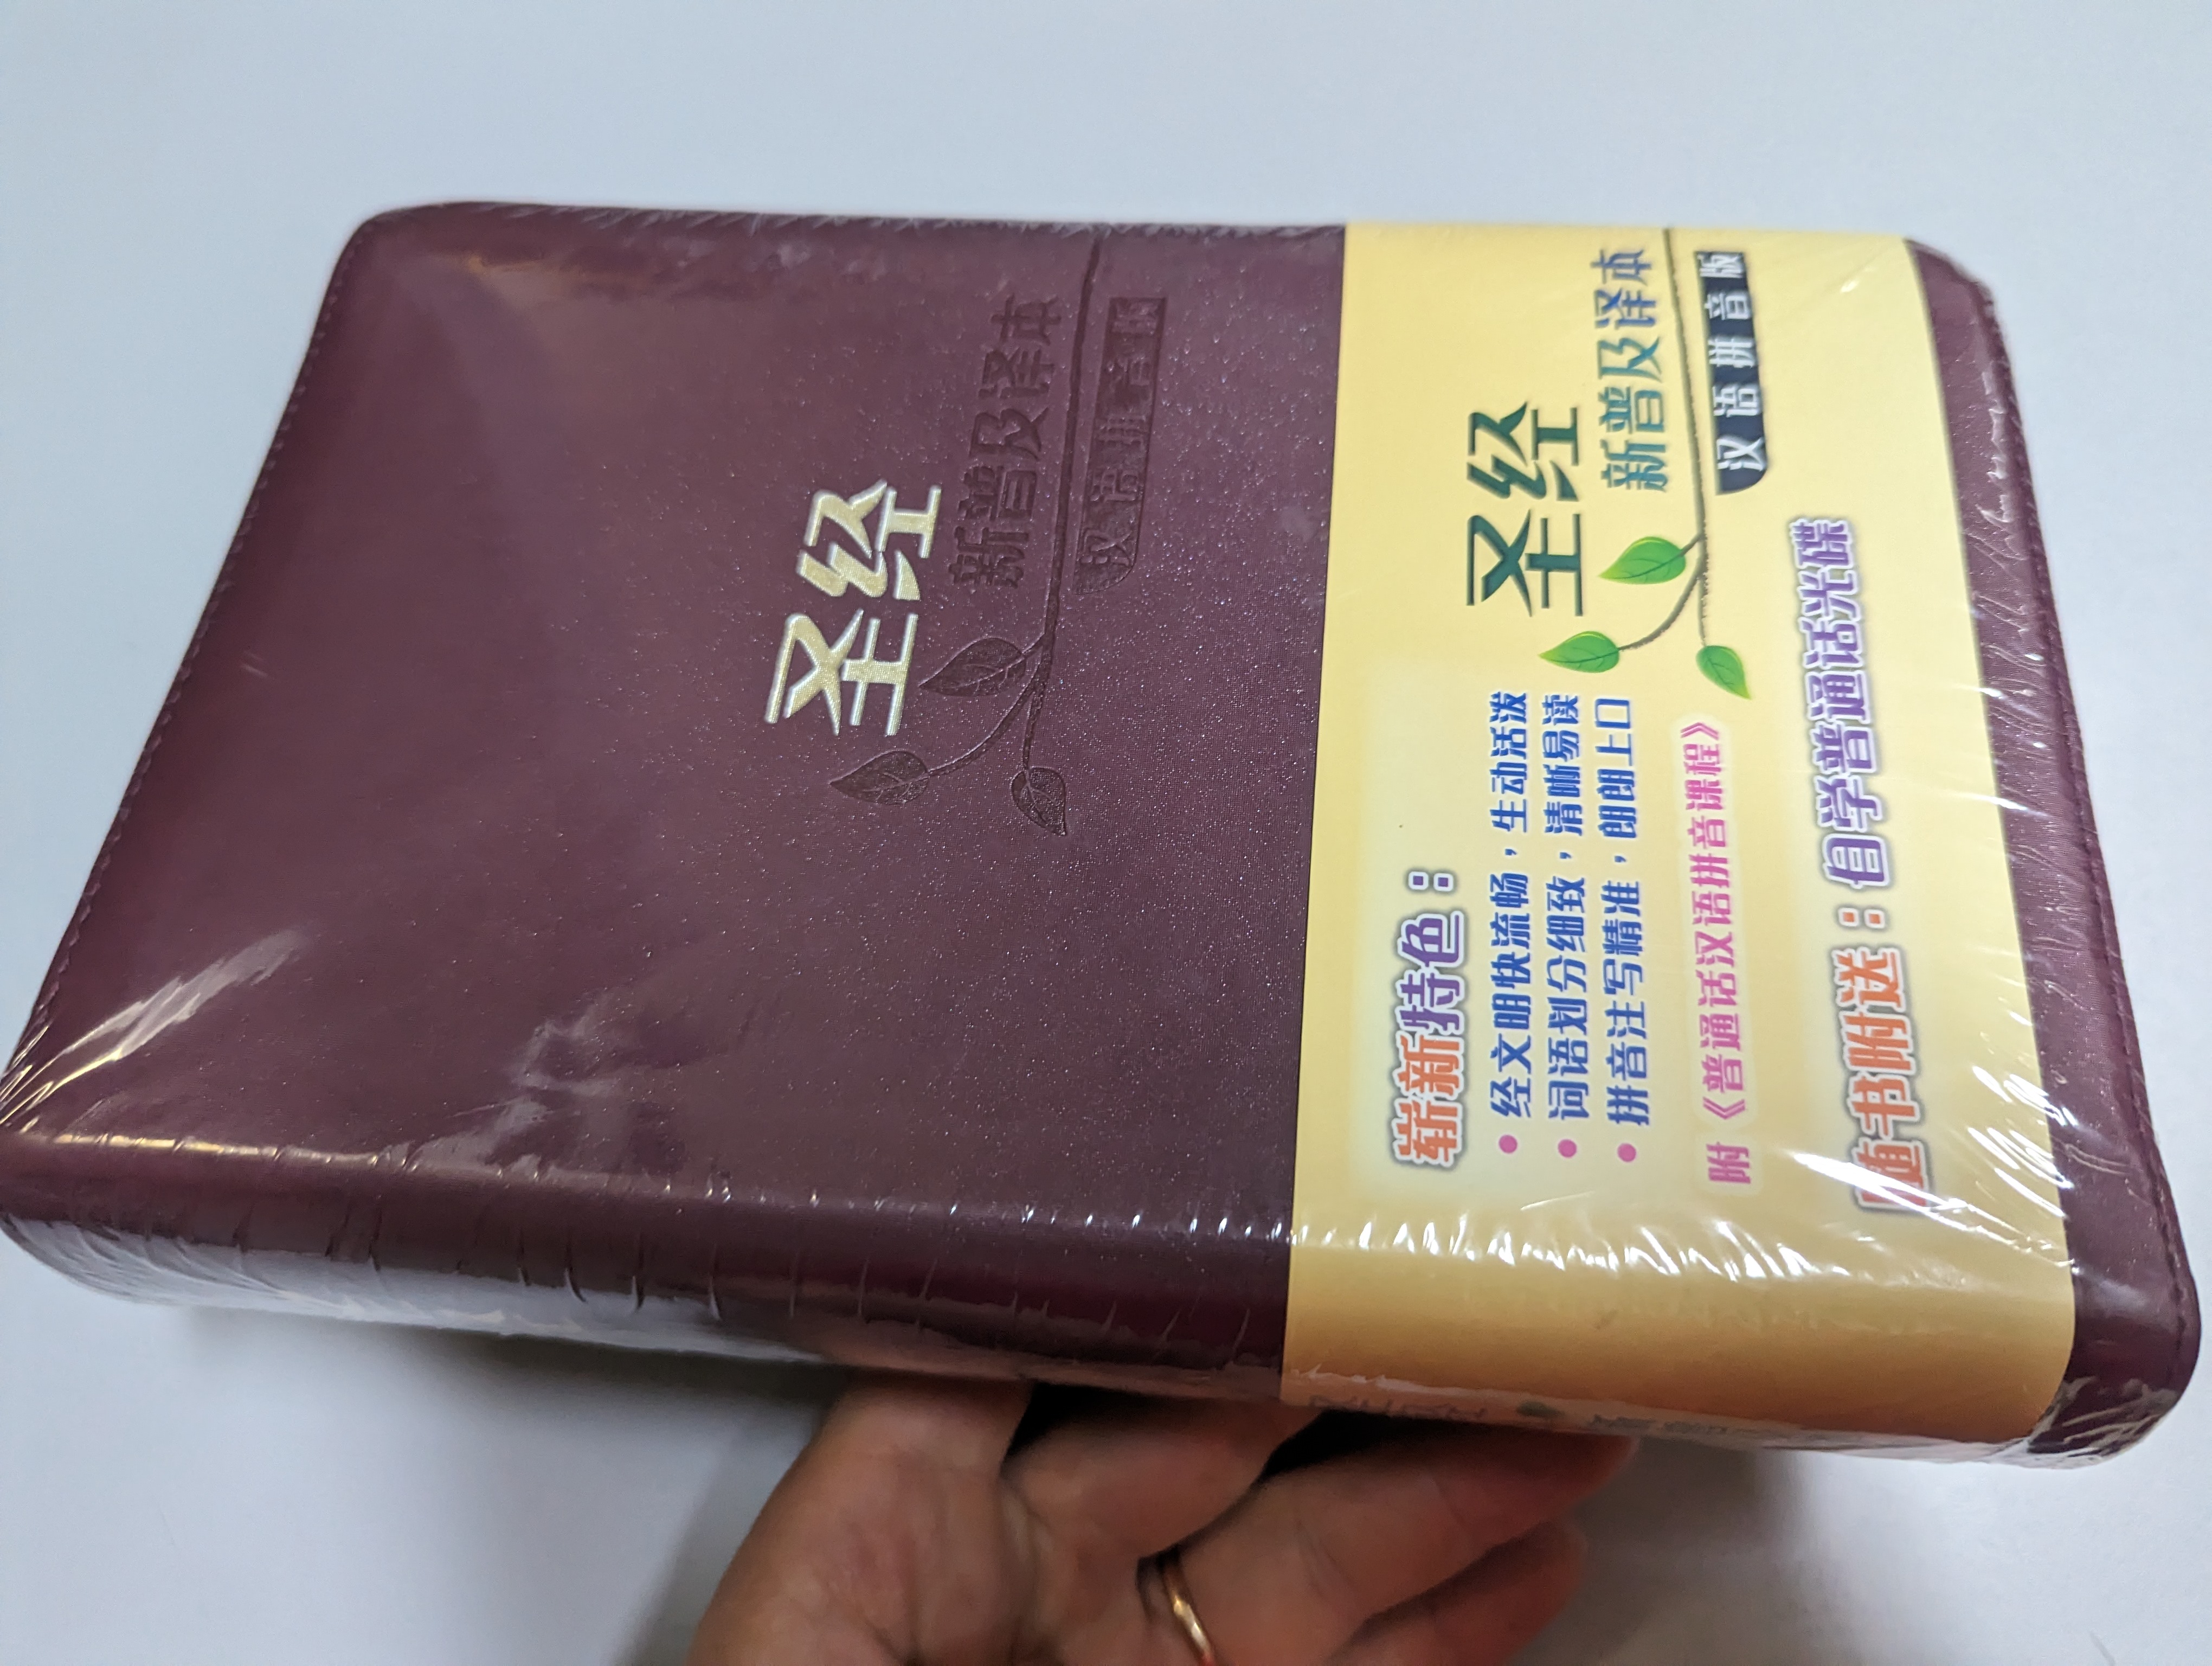 圣经
新普及译本
汉语拼音版
圣经
新普及译本
汉语拼音版
崭新特色：
• 经文明快流畅，生动活泼
• 词语划分细致，清晰易读
• 拼音注写精准，朗朗上口
附《普通话汉语拼音课程》
随书附送：自学普通话光碟